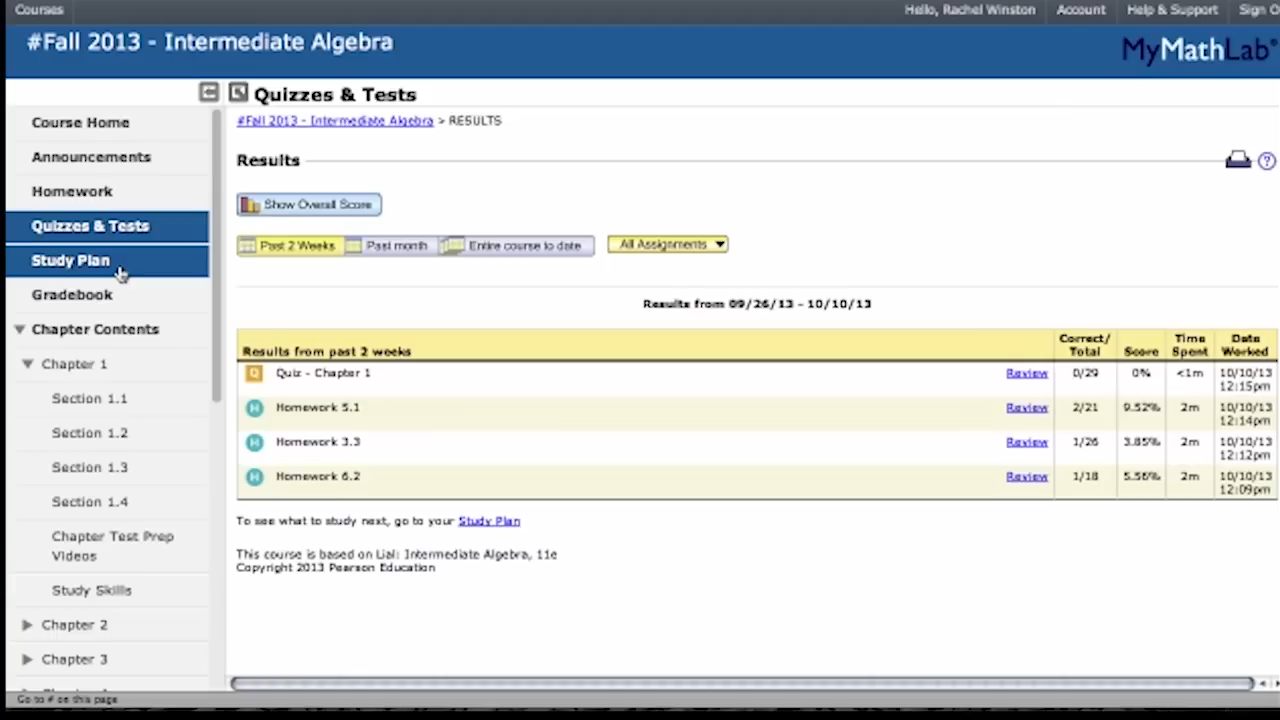 Courses Hello, Rachel Winston Account Help & Support Sign O
#Fall 2013 - Intermediate Algebra
MyMathLab®
Quizzes & Tests
#Fall 2013 - Intermediate Algebra > RESULTS
Course Home
Announcements
Homework
Quizzes & Tests
Study Plan
Gradebook
Chapter Contents
Chapter 1
Section 1.1
Section 1.2
Section 1.3
Section 1.4
Chapter Test Prep
Videos
Study Skills
Chapter 2
Chapter 3
Results
Show Overall Score
Past 2 Weeks Past month Entire course to date All Assignments
Results from 09/26/13 - 10/10/13
Results from past 2 weeks Correct/ Total Score Time Spent Date Worked
Q Quiz - Chapter 1 Review 0/29 0% <1m 10/10/13 12:15pm
H Homework 5.1 Review 2/21 9.52% 2m 10/10/13 12:14pm
H Homework 3.3 Review 1/26 3.85% 2m 10/10/13 12:12pm
H Homework 6.2 Review 1/18 5.56% 2m 10/10/13 12:09pm
To see what to study next, go to your Study Plan
This course is based on Lial: Intermediate Algebra, 11e
Copyright 2013 Pearson Education
Go to # on this page